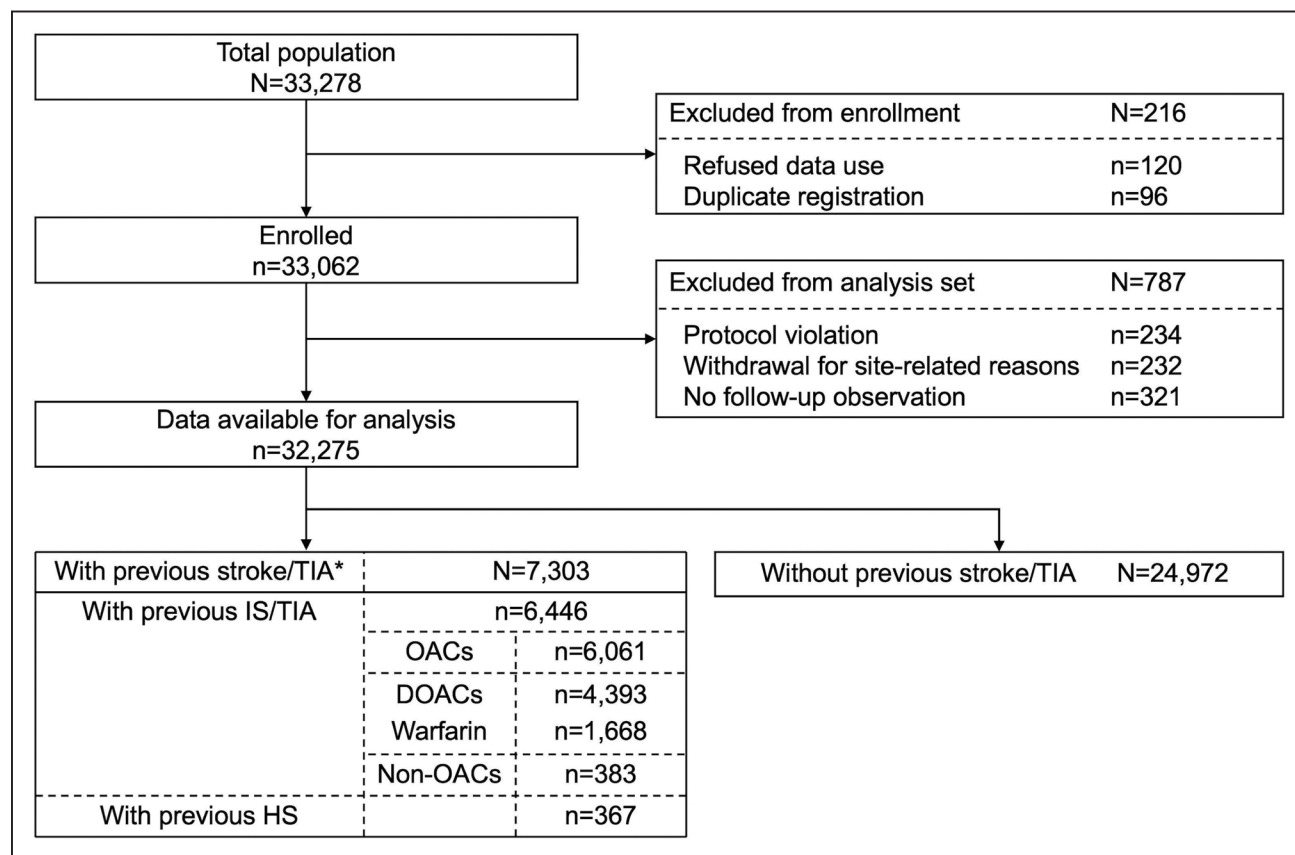 Total population
N=33,278
Excluded from enrollment N=216
Refused data use n=120
Duplicate registration n=96
Enrolled
n=33,062
Excluded from analysis set N=787
Protocol violation n=234
Withdrawal for site-related reasons n=232
No follow-up observation n=321
Data available for analysis
n=32,275
With previous stroke/TIA* N=7,303
Without previous stroke/TIA N=24,972
With previous IS/TIA n=6,446
OACs n=6,061
DOACs n=4,393
Warfarin n=1,668
Non-OACs n=383
With previous HS n=367